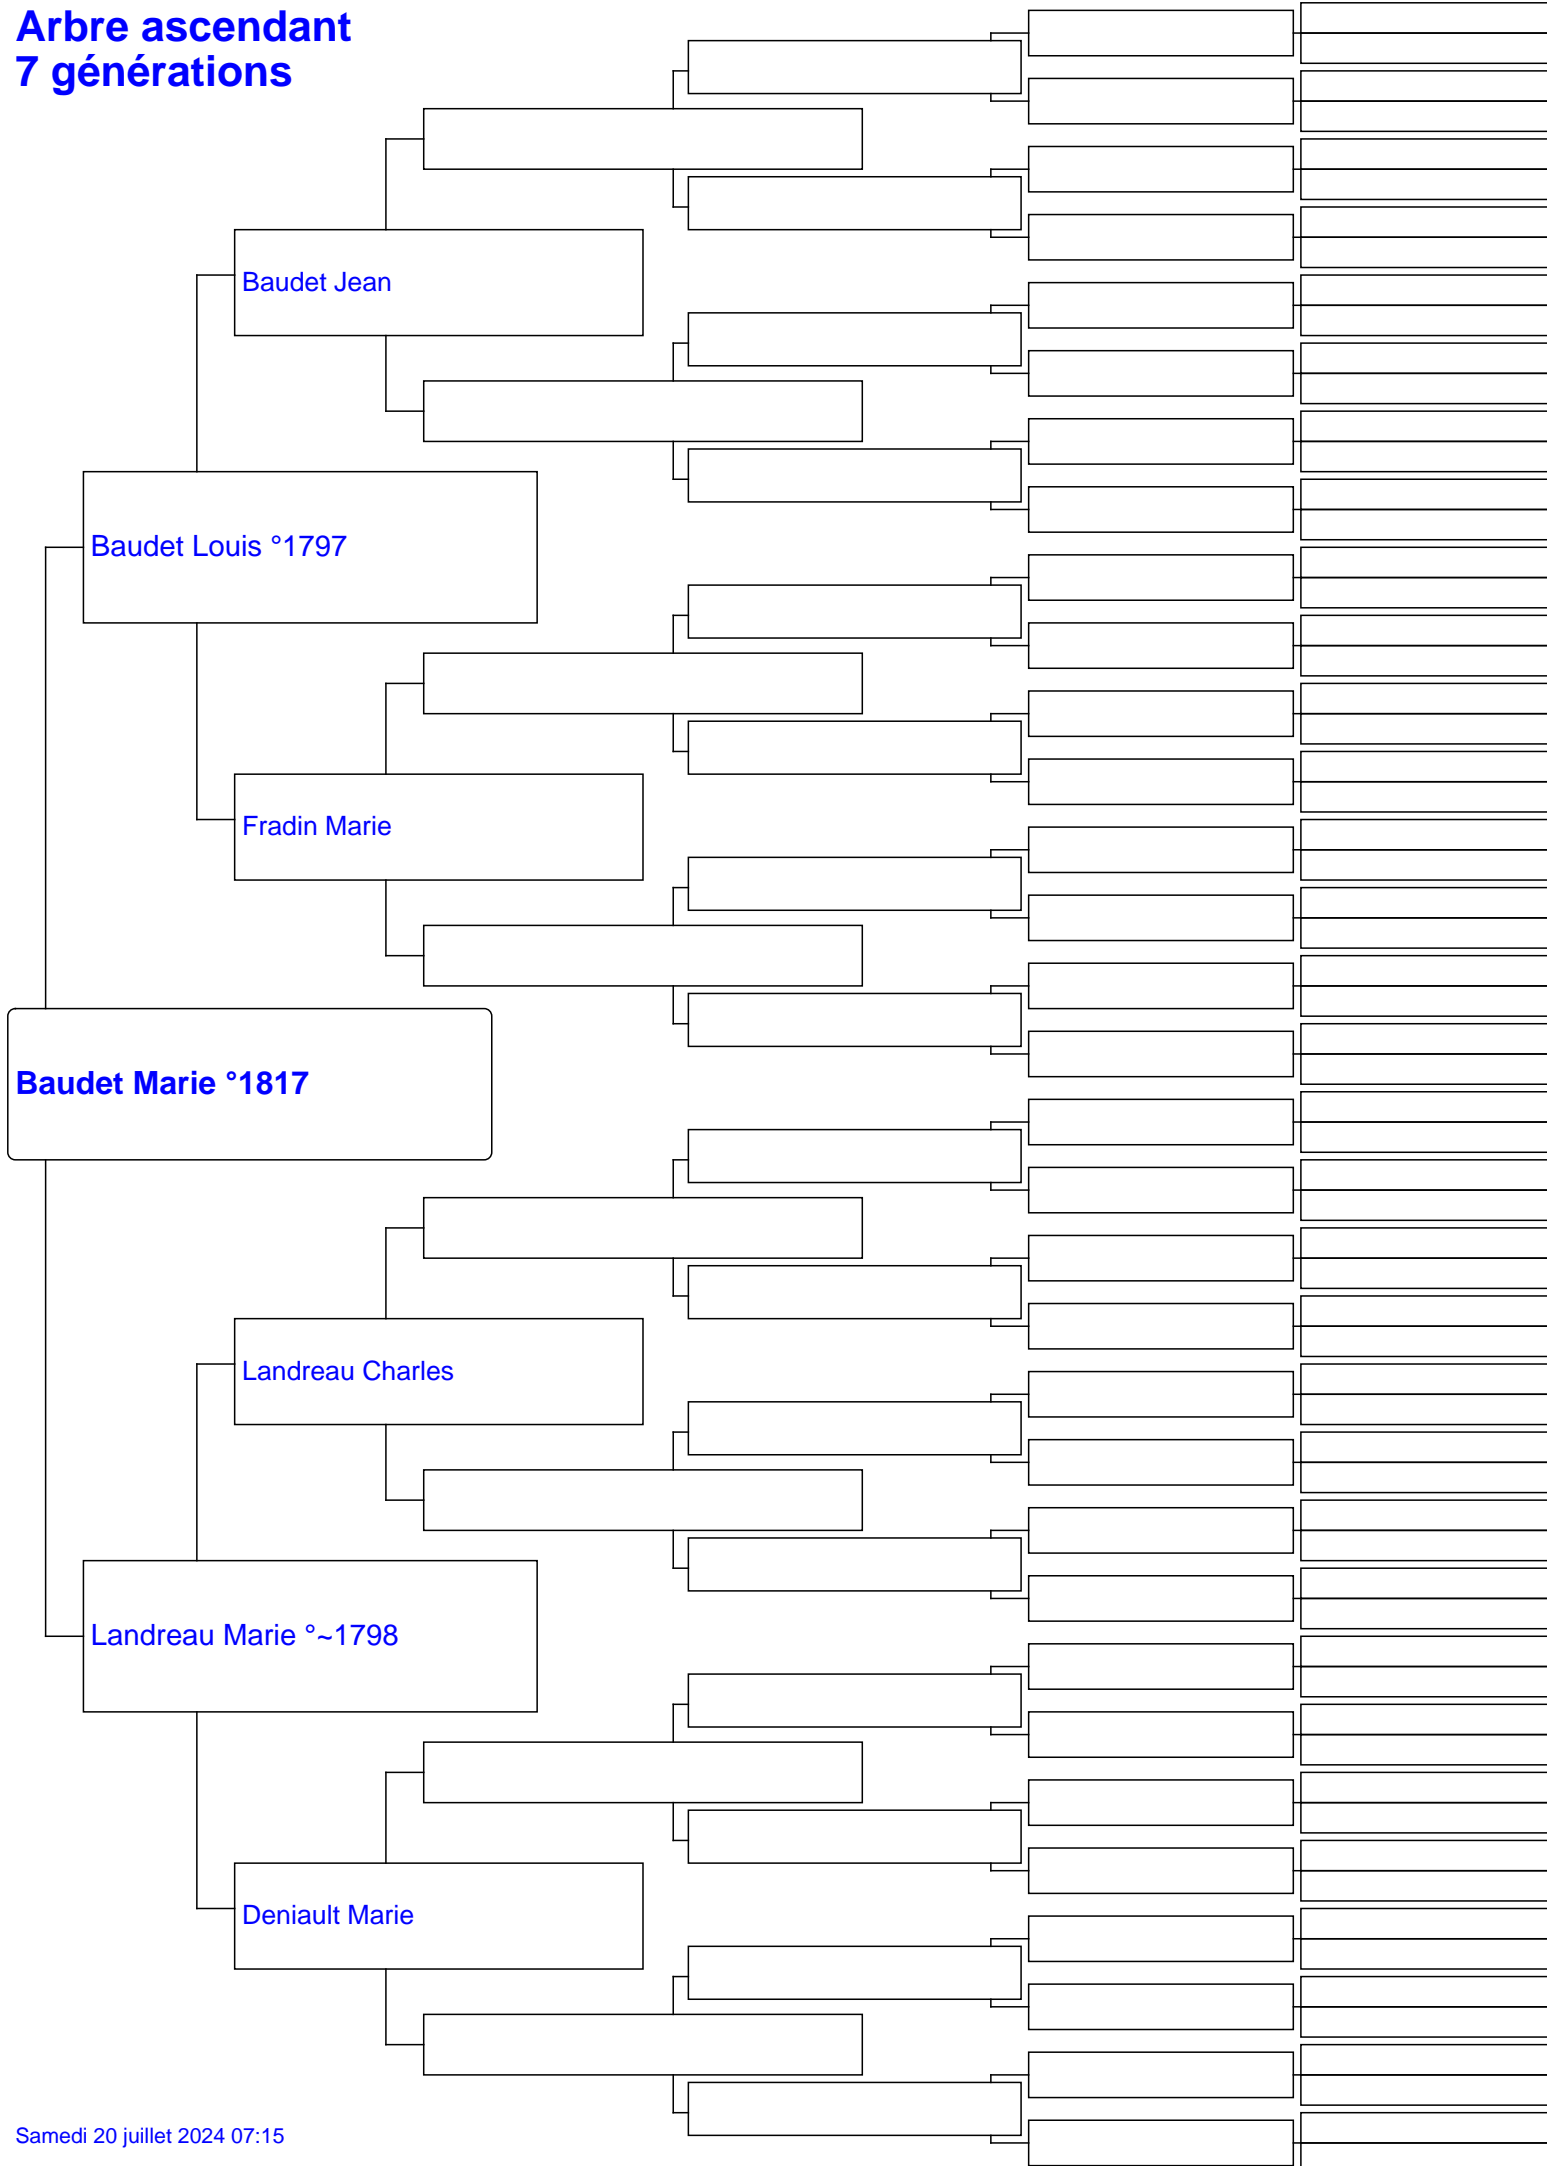 Arbre ascendant
7 générations
Baudet Jean
Baudet Louis °1797
Fradin Marie
Baudet Marie °1817
Landreau Charles
Landreau Marie °~1798
Deniault Marie
Samedi 20 juillet 2024 07:15